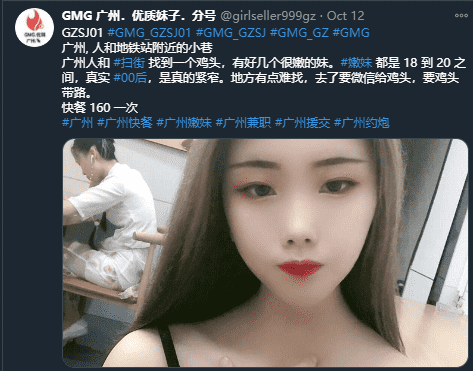 GMG 广州．优质妹子．分号 @girlseller999gz · Oct 12
GZSJ01 #GMG_GZSJ01 #GMG_GZSJ #GMG_GZ #GMG
广州, 人和地铁站附近的小巷
广州人和 #扫街 找到一个鸡头，有好几个很嫩的妹。#嫩妹 都是 18 到 20 之
间，真实 #00后，是真的紧窄。地方有点难找，去了要微信给鸡头，要鸡头
带路。
快餐 160 一次
#广州 #广州快餐 #广州嫩妹 #广州兼职 #广州援交 #广州约炮